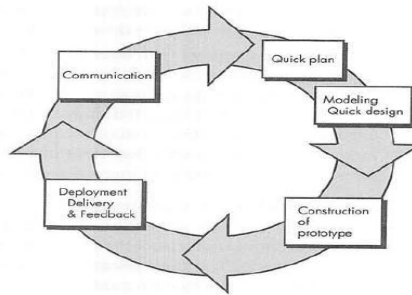 Communication
Quick plan
Modeling
Quick design
Construction
of
prototype
Deployment
Delivery
& Feedback